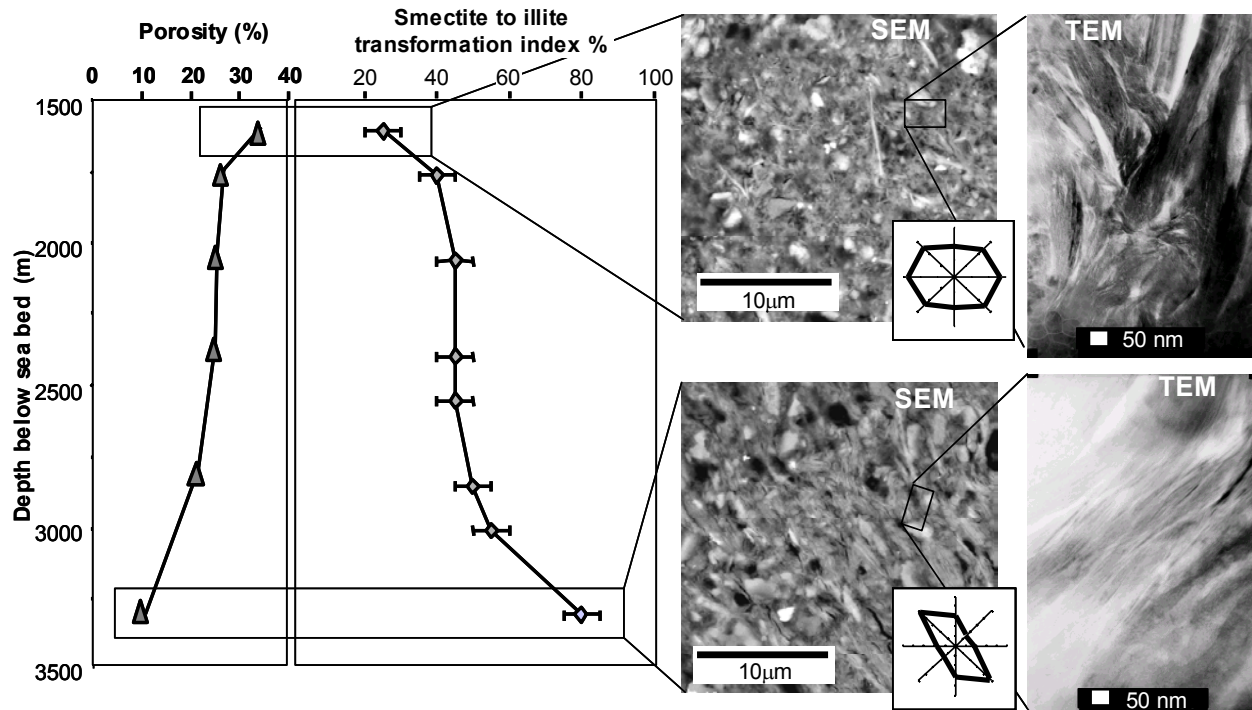 Porosity (%)
0 10 20 30 40
Smectite to illite
transformation index %
20 40 60 80 100
Depth below sea bed (m)
1500
2000
2500
3000
3500
SEM
10μm
TEM
50 nm
SEM
10μm
TEM
50 nm